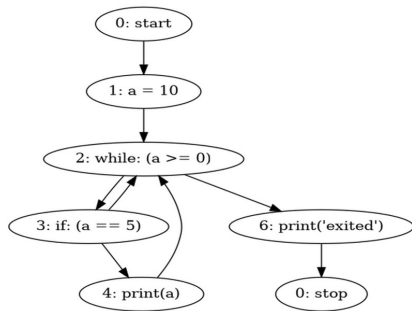 0: start
1: a = 10
2: while: (a >= 0)
3: if: (a == 5)
6: print('exited')
4: print(a)
0: stop